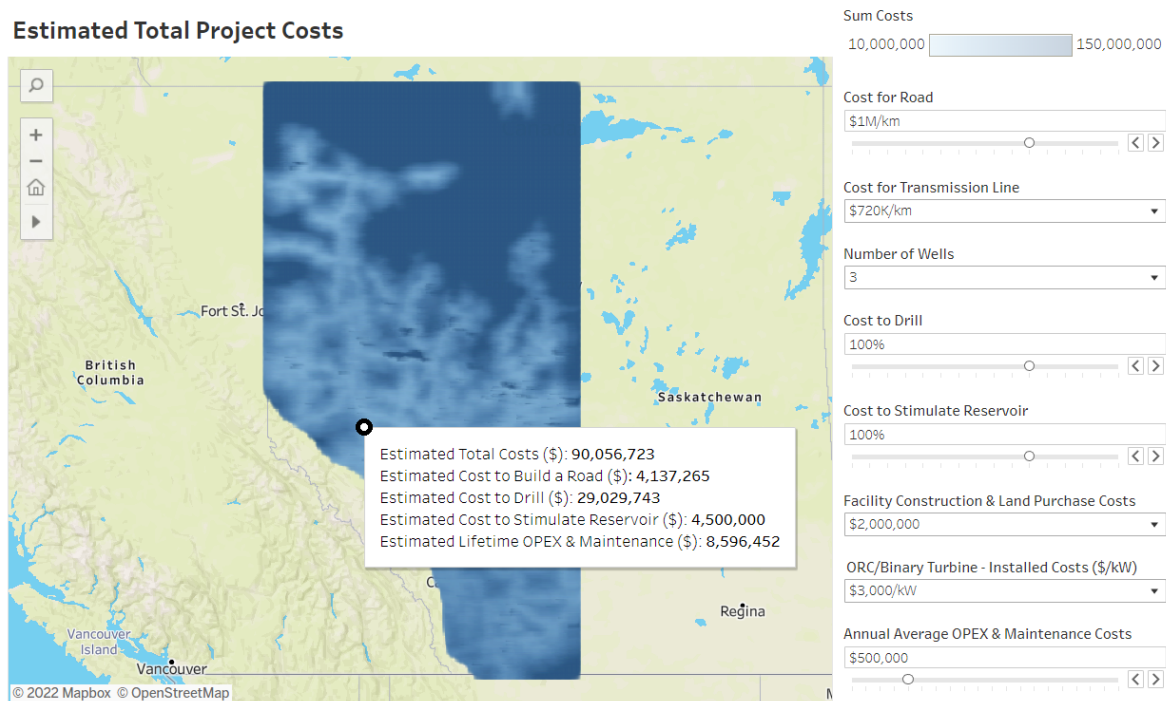 Estimated Total Project Costs
Sum Costs
10,000,000
150,000,000
Cost for Road
$1M/km
Cost for Transmission Line
$720K/km
Number of Wells
3
Cost to Drill
100%
Cost to Stimulate Reservoir
100%
Facility Construction & Land Purchase Costs
$2,000,000
ORC/Binary Turbine - Installed Costs ($/kW)
$3,000/kW
Annual Average OPEX & Maintenance Costs
$500,000
Fort St. Jo
British
Columbia
Saskatchewan
Estimated Total Costs ($): 90,056,723
Estimated Cost to Build a Road ($): 4,137,265
Estimated Cost to Drill ($): 29,029,743
Estimated Cost to Stimulate Reservoir ($): 4,500,000
Estimated Lifetime OPEX & Maintenance ($): 8,596,452
Regina
Vancouver
Island
Vancouver
© 2022 Mapbox © OpenStreetMap